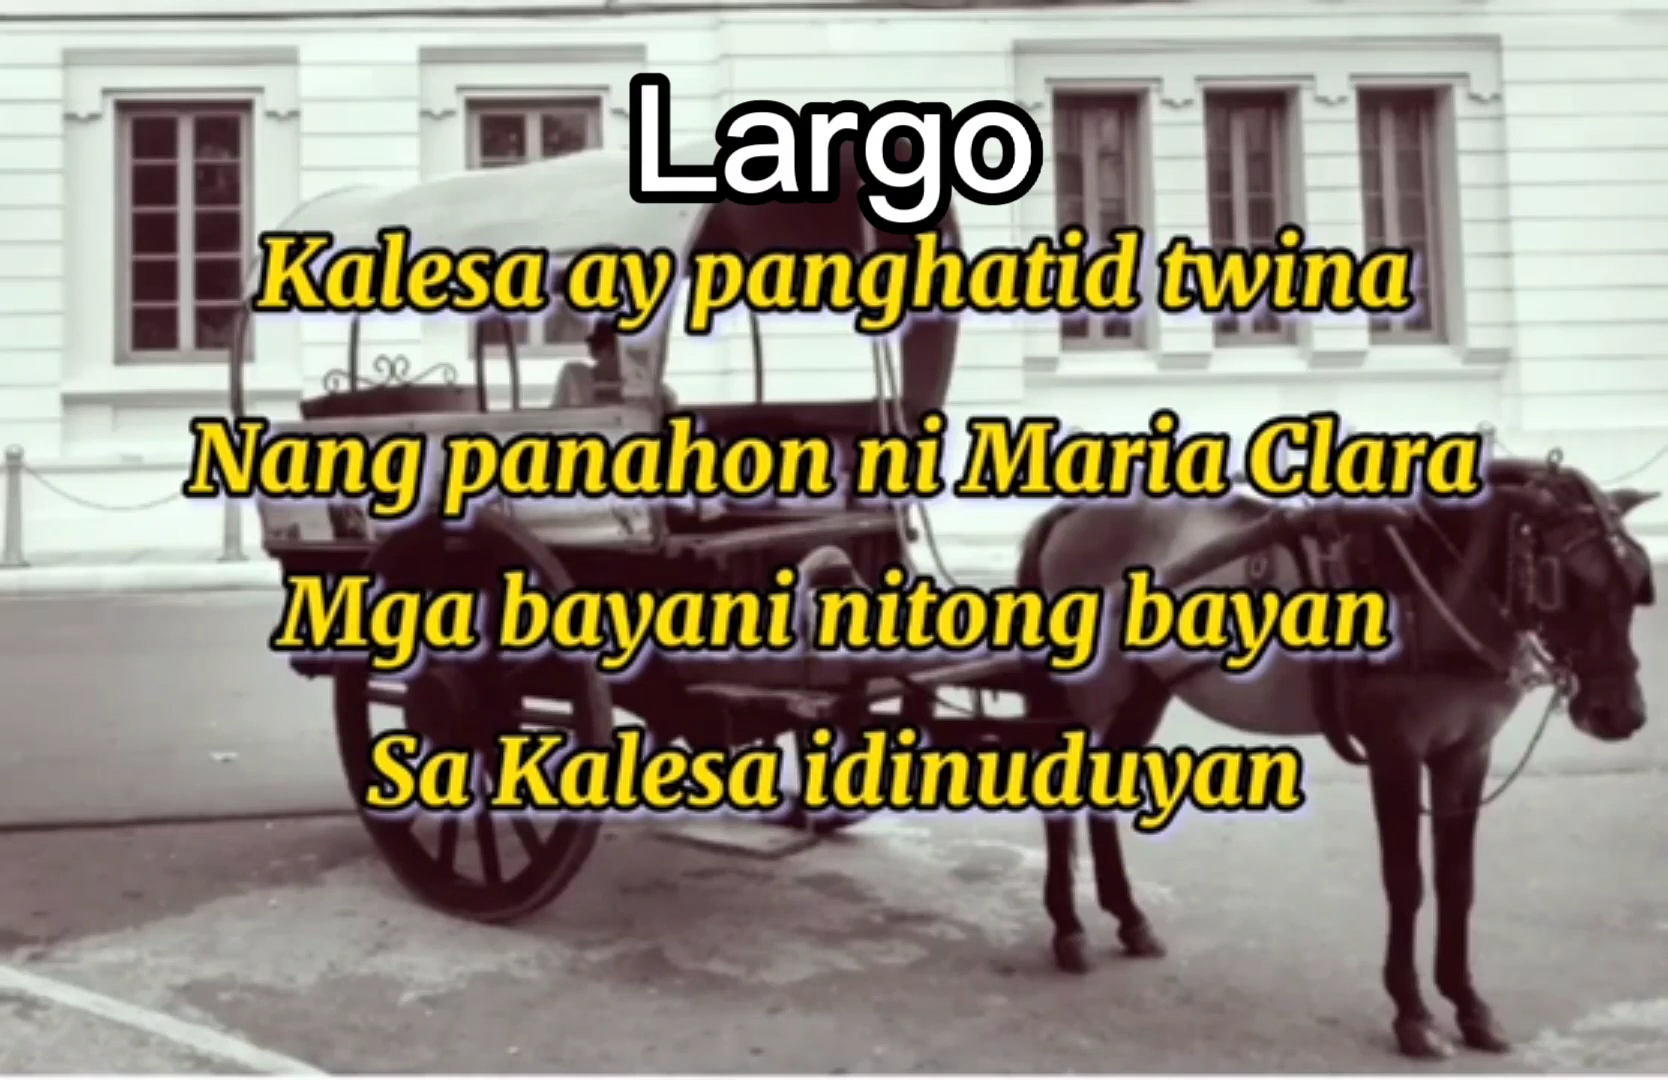 Largo
Kalesa ay panghatid twina
Nang panahon ni Maria Clara
Mga bayani nitong bayan
Sa Kalesa idinuduyan